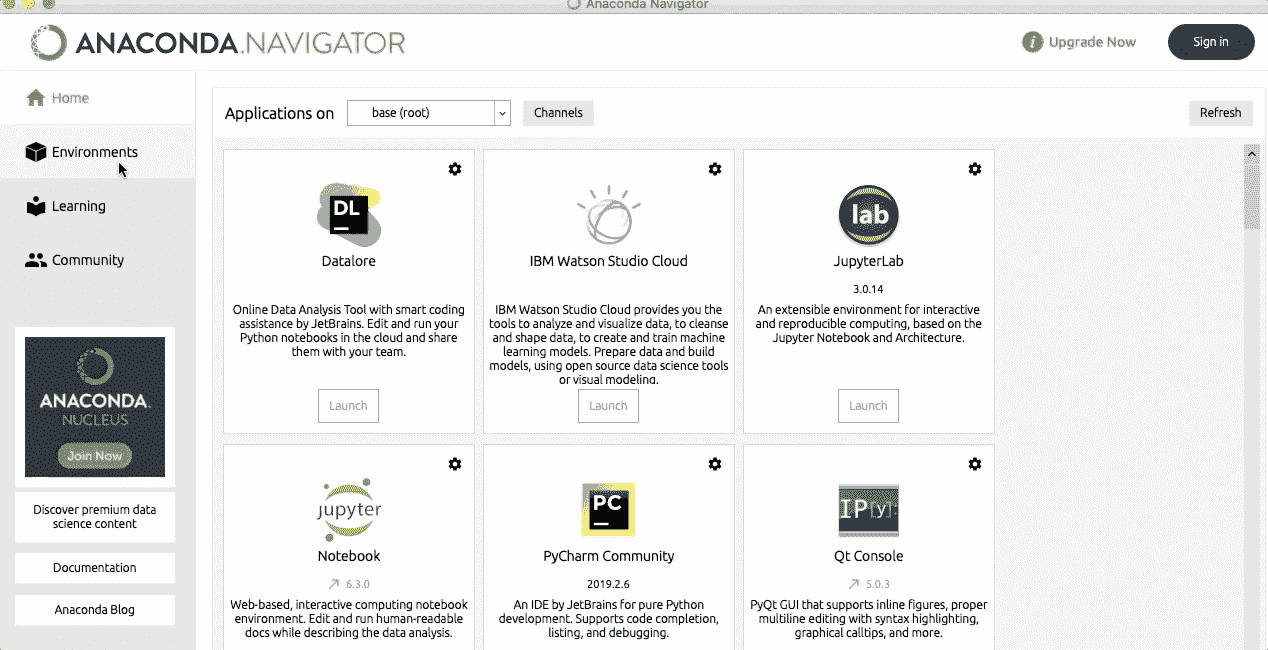 Anaconda Navigator
ANACONDA.NAVIGATOR
i Upgrade Now
Sign in
Home
Environments
Learning
Community
ANACONDA.
NUCLEUS
Join Now
Discover premium data
science content
Documentation
Anaconda Blog
Applications on
base (root)
Channels
Refresh
DL
Datalore
Online Data Analysis Tool with smart coding
assistance by JetBrains. Edit and run your
Python notebooks in the cloud and share
them with your team.
Launch
IBM Watson Studio Cloud
IBM Watson Studio Cloud provides you the
tools to analyze and visualize data, to cleanse
and shape data, to create and train machine
learning models. Prepare data and build
models, using open source data science tools
or visual modeling.
Launch
lab
JupyterLab
3.0.14
An extensible environment for interactive
and reproducible computing, based on the
Jupyter Notebook and Architecture.
Launch
jupyter
Notebook
6.3.0
Web-based, interactive computing notebook
environment. Edit and run human-readable
docs while describing the data analysis.
PC
PyCharm Community
2019.2.6
An IDE by JetBrains for pure Python
development. Supports code completion,
listing, and debugging.
IP[y]:
Qt Console
5.0.3
PyQt GUI that supports inline figures, proper
multiline editing with syntax highlighting,
graphical calltips, and more.